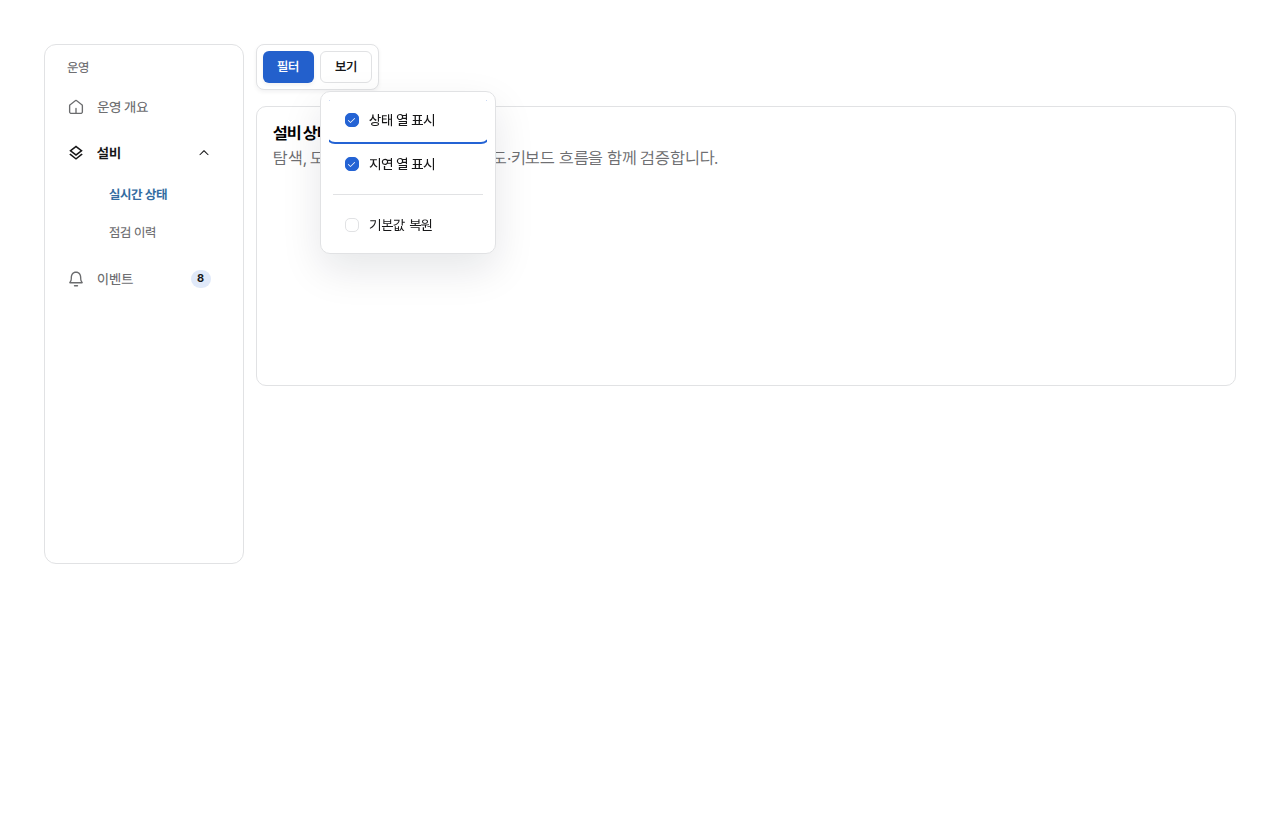 운영
운영 개요
설비
실시간 상태
점검 이력
이벤트 8
필터 보기
상태 열 표시
지연 열 표시
기본값 복원
설비 상
탐색, 도·키보드 흐름을 함께 검증합니다.